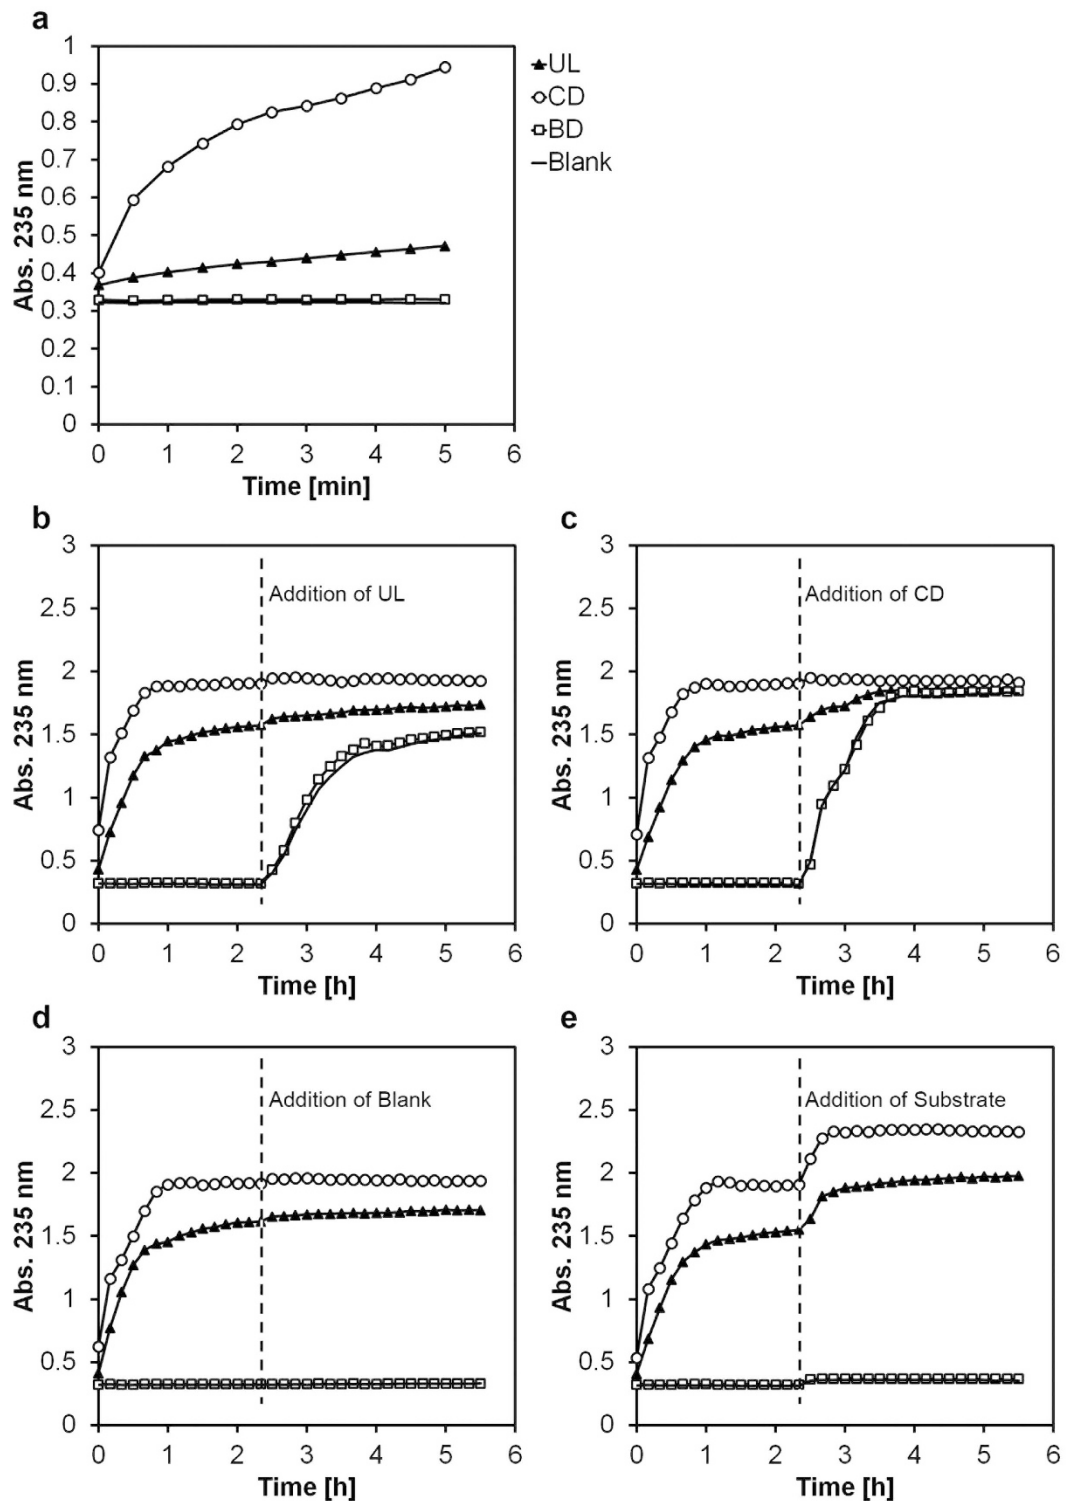 a
1
0.9
0.8
0.7
0.6
0.5
0.4
0.3
0.2
0.1
0
Abs. 235 nm
0 1 2 3 4 5 6
Time [min]
UL
CD
BD
Blank
b
3
2.5
2
1.5
1
0.5
0
Abs. 235 nm
Addition of UL
0 1 2 3 4 5 6
Time [h]
c
3
2.5
2
1.5
1
0.5
0
Abs. 235 nm
Addition of CD
0 1 2 3 4 5 6
Time [h]
d
3
2.5
2
1.5
1
0.5
0
Abs. 235 nm
Addition of Blank
0 1 2 3 4 5 6
Time [h]
e
3
2.5
2
1.5
1
0.5
0
Abs. 235 nm
Addition of Substrate
0 1 2 3 4 5 6
Time [h]